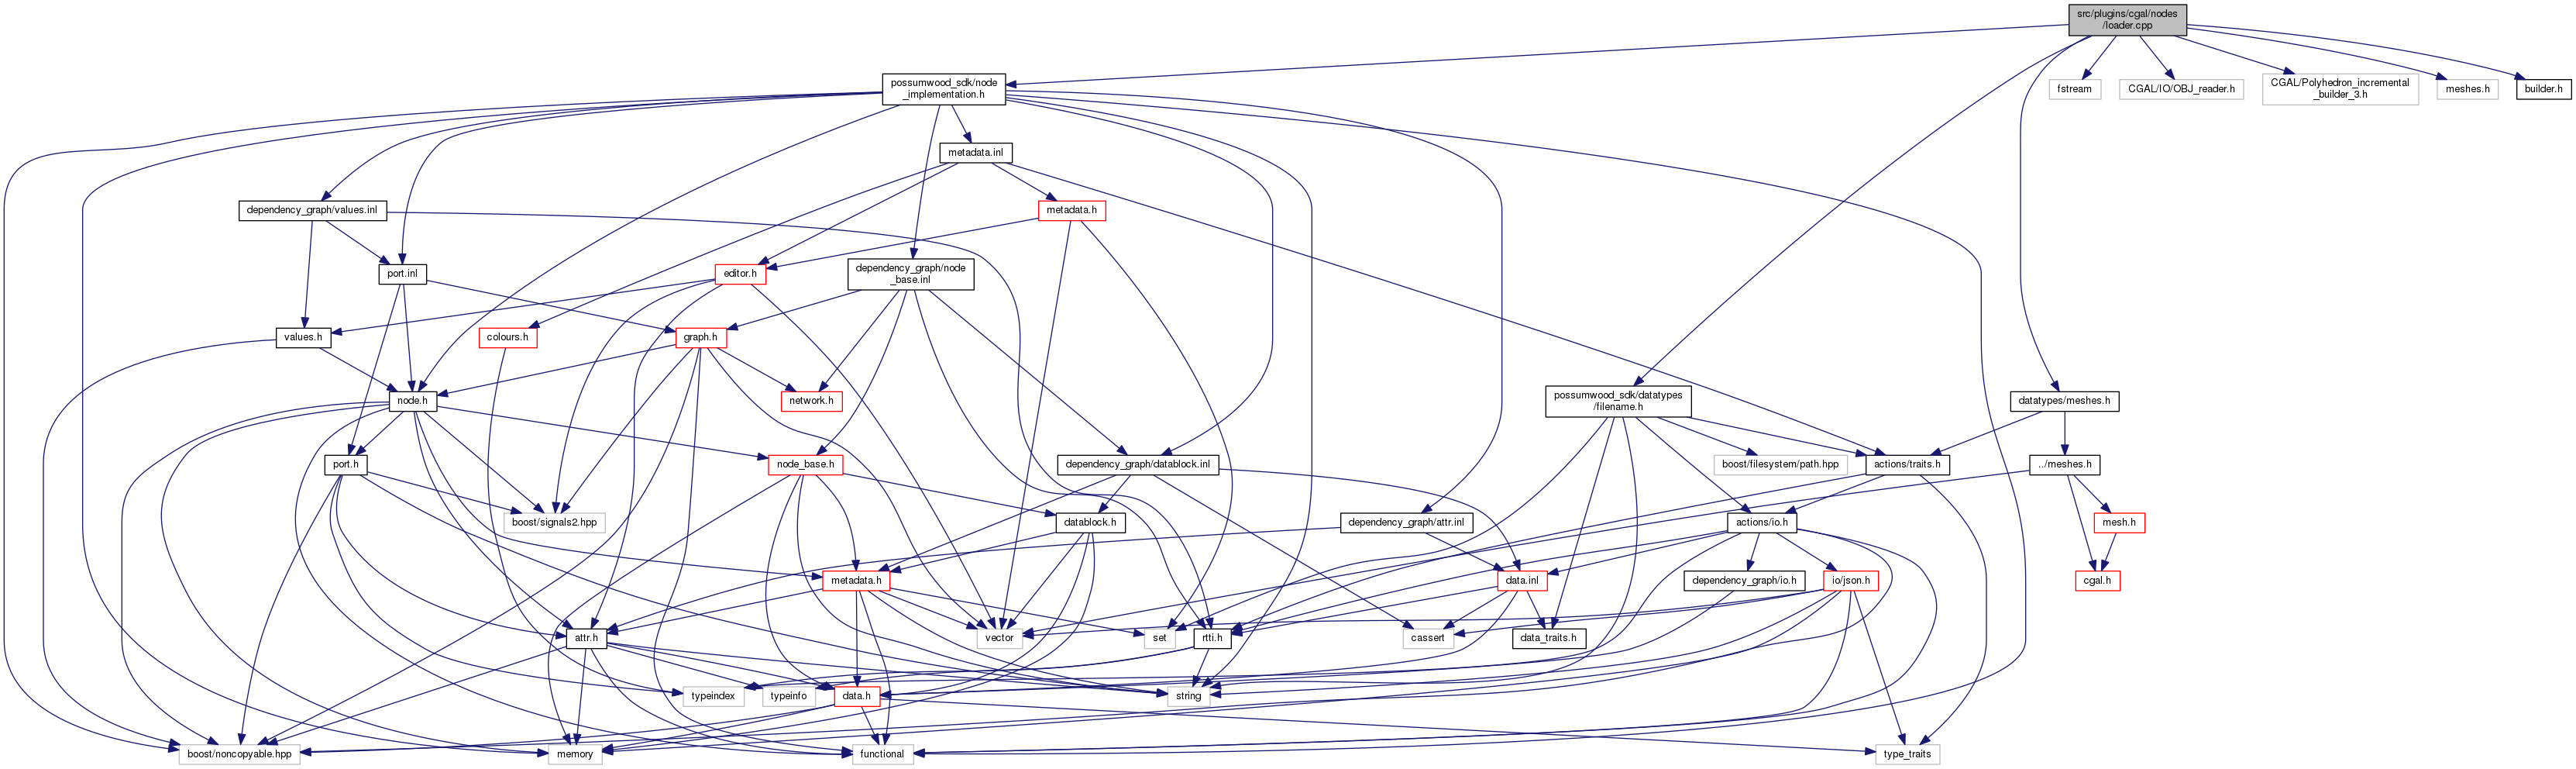 src/plugins/cgal/nodes
/loader.cpp
possumwood_sdk/node
_implementation.h
fstream
CGAL/IO/OBJ_reader.h
CGAL/Polyhedron_incremental
_builder_3.h
meshes.h
builder.h
metadata.inl
dependency_graph/values.inl
metadata.h
port.inl
editor.h
dependency_graph/node
_base.inl
values.h
colours.h
graph.h
node.h
network.h
possumwood_sdk/datatypes
/filename.h
datatypes/meshes.h
port.h
node_base.h
dependency_graph/datablock.inl
boost/filesystem/path.hpp
actions/traits.h
../meshes.h
boost/signals2.hpp
datablock.h
dependency_graph/attr.inl
actions/io.h
mesh.h
metadata.h
data.inl
dependency_graph/io.h
io/json.h
cgal.h
attr.h
vector
set
rtti.h
cassert
data_traits.h
typeindex
typeinfo
data.h
string
boost/noncopyable.hpp
memory
functional
type_traits